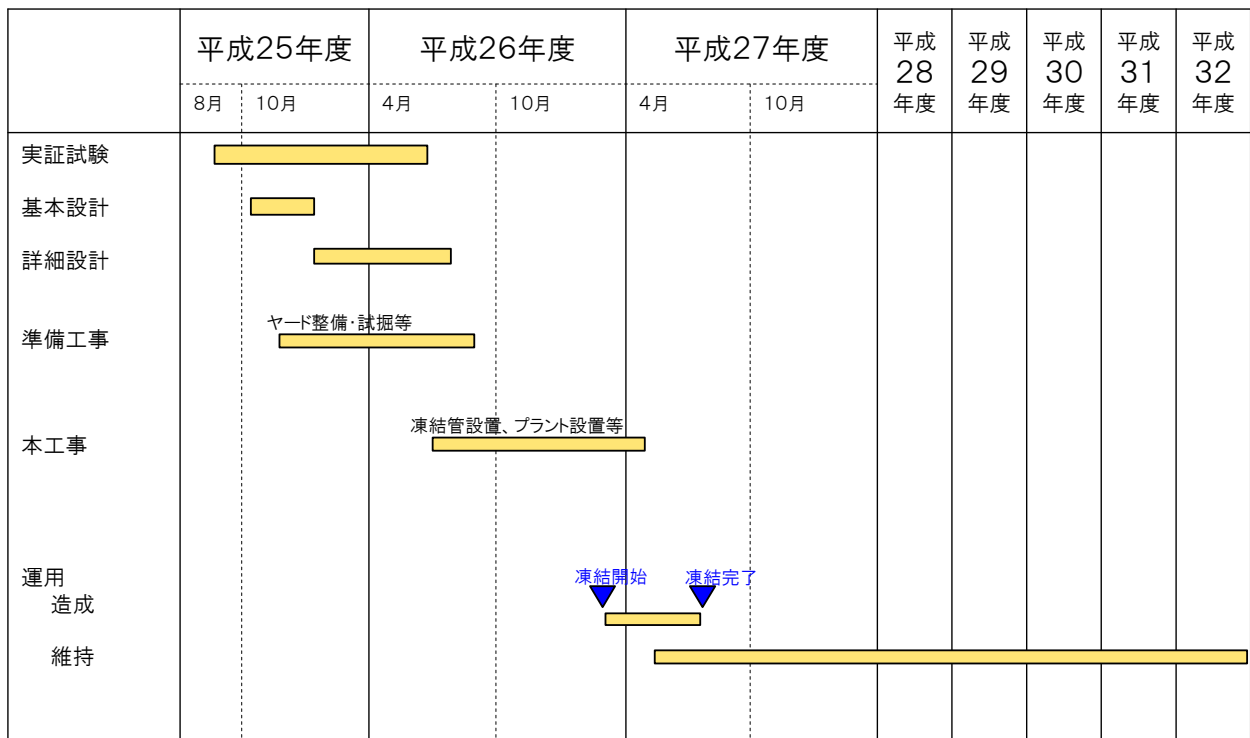 平成25年度 平成26年度 平成27年度 平成 28 年度 平成 29 年度 平成 30 年度 平成 31 年度 平成 32 年度
8月 10月 4月 10月 4月 10月
実証試験
基本設計
詳細設計
ヤード整備・試掘等
準備工事
凍結管設置、プラント設置等
本工事
運用
凍結開始 凍結完了
造成
維持